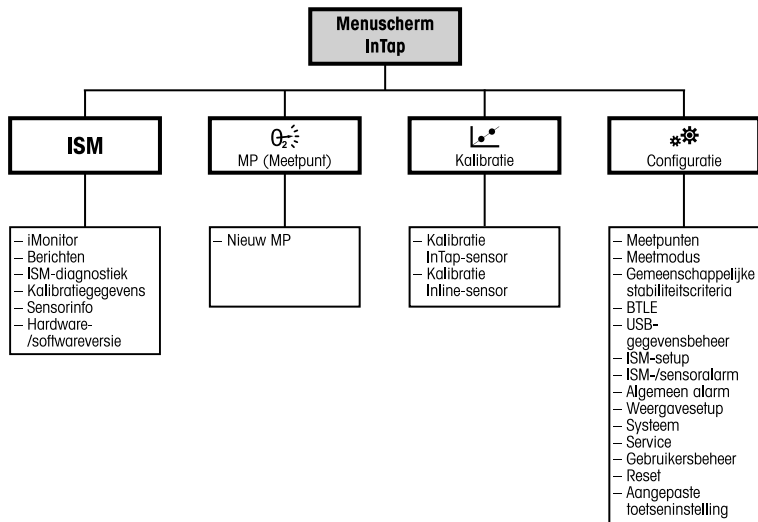 Menuscherm
InTap
ISM
O₂
MP (Meetpunt)
Kalibratie
Configuratie
– iMonitor
– Berichten
– ISM-diagnostiek
– Kalibratiegegevens
– Sensorinfo
– Hardware-
/softwareversie
– Nieuw MP
– Kalibratie
InTap-sensor
– Kalibratie
Inline-sensor
– Meetpunten
– Meetmodus
– Gemeenschappelijke
stabiliteitscriteria
– BTLE
– USB-
gegevensbeheer
– ISM-setup
– ISM-/sensoralarm
– Algemeen alarm
– Weergavesetup
– Systeem
– Service
– Gebruikersbeheer
– Reset
– Aangepaste
toetseninstelling